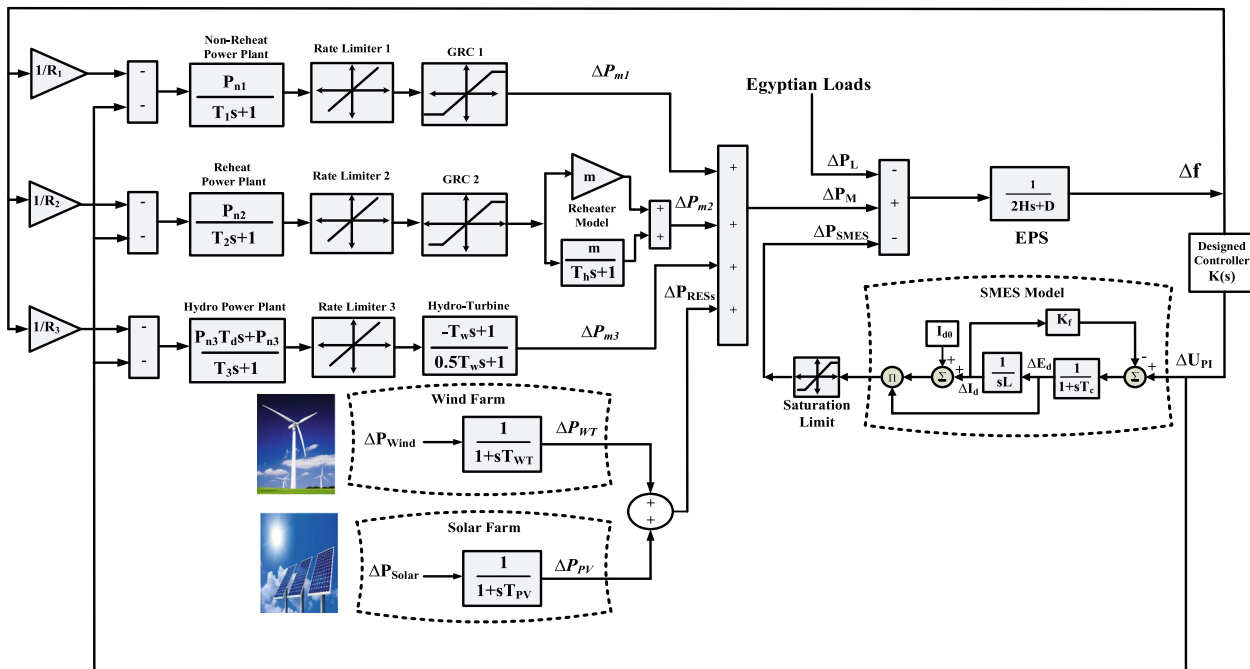 Non-Reheat
Power Plant
Rate Limiter 1
GRC 1
1/R1
-
-
Pn1
T1s+1
ΔPm1
Egyptian Loads
Reheat
Power Plant
Rate Limiter 2
GRC 2
1/R2
-
-
Pn2
T2s+1
m
Reheater
Model
m
Ths+1
+
+
ΔPm2
+
+
+
+
ΔPL
ΔPM
ΔPSMES
-
+
-
1
2Hs+D
EPS
Δf
Designed
Controller
K(s)
Hydro Power Plant
Rate Limiter 3
Hydro-Turbine
1/R3
-
-
Pn3Tds+Pn3
T3s+1
-Tws+1
0.5Tws+1
ΔPm3
ΔPRESs
SMES Model
Kf
Id0
+
+
Σ
ΔId
1
sL
ΔEd
1
1+sTc
-
+
Σ
Π
ΔUPI
Saturation
Limit
Wind Farm
ΔPWind
1
1+sTWT
ΔPWT
+
+
Solar Farm
ΔPSolar
1
1+sTPV
ΔPPV